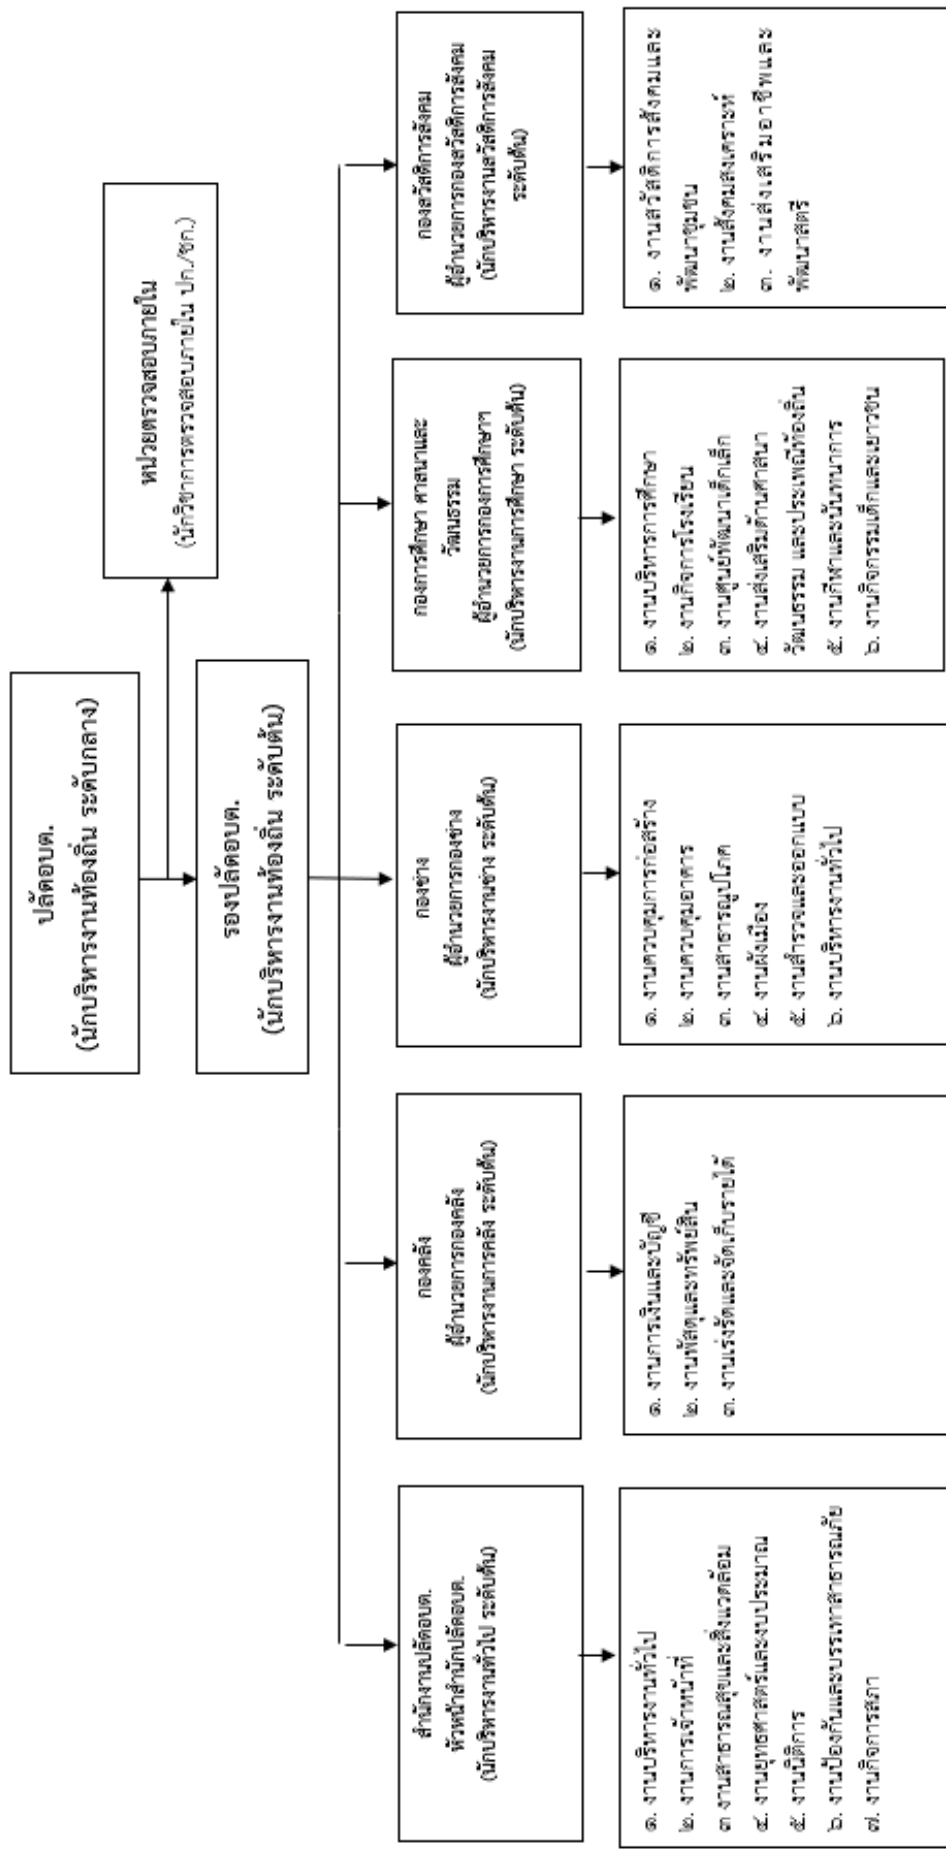 ปลัดอบต.
(นักบริหารงานท้องถิ่น ระดับกลาง)
หน่วยตรวจสอบภายใน
(นักวิชาการตรวจสอบภายใน ปก./ชก.)
รองปลัดอบต.
(นักบริหารงานท้องถิ่น ระดับต้น)
สำนักงานปลัดอบต.
หัวหน้าสำนักปลัดอบต.
(นักบริหารงานทั่วไป ระดับต้น)
๑. งานบริหารงานทั่วไป
๒. งานการเจ้าหน้าที่
๓ งานสาธารณสุขและสิ่งแวดล้อม
๔. งานยุทธศาสตร์และงบประมาณ
๕. งานนิติการ
๖. งานป้องกันและบรรเทาสาธารณภัย
๗. งานกิจการสภา
กองคลัง
ผู้อำนวยการกองคลัง
(นักบริหารงานการคลัง ระดับต้น)
๑. งานการเงินและบัญชี
๒. งานพัสดุและทรัพย์สิน
๓. งานเร่งรัดและจัดเก็บรายได้
กองช่าง
ผู้อำนวยการกองช่าง
(นักบริหารงานช่าง ระดับต้น)
๑. งานควบคุมการก่อสร้าง
๒. งานควบคุมอาคาร
๓. งานสาธารณูปโภค
๔. งานผังเมือง
๕. งานสำรวจและออกแบบ
๖. งานบริหารงานทั่วไป
กองการศึกษา ศาสนาและ
วัฒนธรรม
ผู้อำนวยการกองการศึกษาฯ
(นักบริหารงานการศึกษา ระดับต้น)
๑. งานบริหารการศึกษา
๒. งานกิจการโรงเรียน
๓. งานศูนย์พัฒนาเด็กเล็ก
๔. งานส่งเสริมด้านศาสนา
วัฒนธรรม และประเพณีท้องถิ่น
๕. งานกีฬาและนันทนาการ
๖. งานกิจกรรมเด็กและเยาวชน
กองสวัสดิการสังคม
ผู้อำนวยการกองสวัสดิการสังคม
(นักบริหารงานสวัสดิการสังคม
ระดับต้น)
๑. งานสวัสดิการสังคมและ
พัฒนาชุมชน
๒. งานสังคมสงเคราะห์
๓. งานส่งเสริมอาชีพและ
พัฒนาสตรี